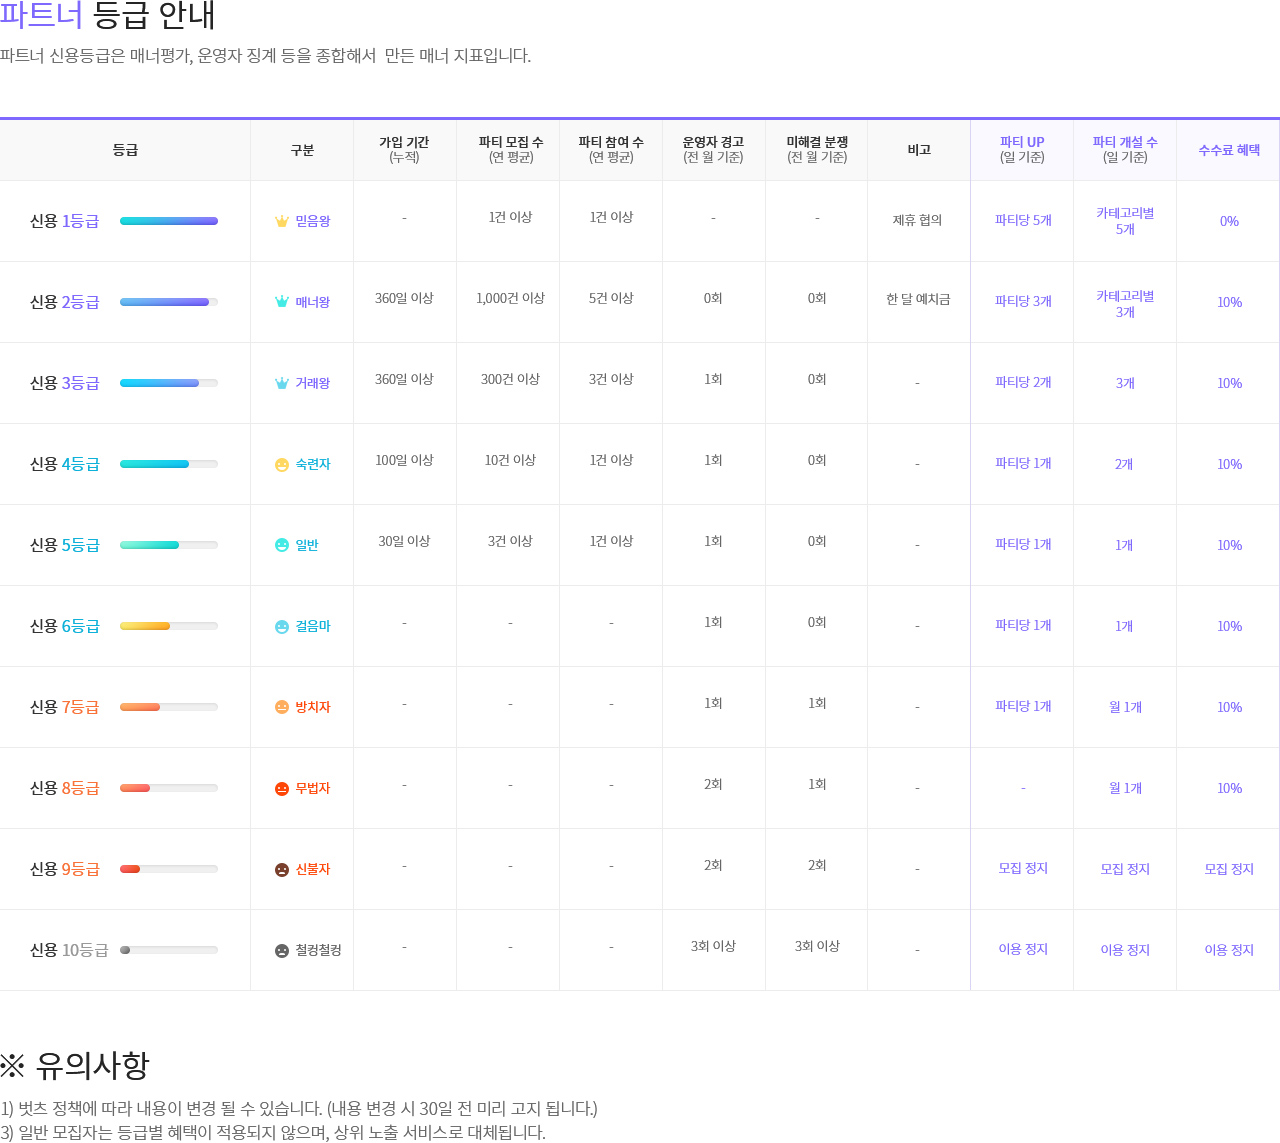 파트너 등급 안내
파트너 신용등급은 매너평가, 운영자 징계 등을 종합해서 만든 매너 지표입니다.
등급 구분 가입 기간 (누적) 파티 모집 수 (연 평균) 파티 참여 수 (연 평균) 운영자 경고 (전 월 기준) 미해결 분쟁 (전 월 기준) 비고 파티 UP (일 기준) 파티 개설 수 (일 기준) 수수료 혜택
신용 1등급 믿음왕 - 1건 이상 1건 이상 - - 제휴 협의 파티당 5개 카테고리별 5개 0%
신용 2등급 매너왕 360일 이상 1,000건 이상 5건 이상 0회 0회 한 달 예치금 파티당 3개 카테고리별 3개 10%
신용 3등급 거래왕 360일 이상 300건 이상 3건 이상 1회 0회 - 파티당 2개 3개 10%
신용 4등급 숙련자 100일 이상 10건 이상 1건 이상 1회 0회 - 파티당 1개 2개 10%
신용 5등급 일반 30일 이상 3건 이상 1건 이상 1회 0회 - 파티당 1개 1개 10%
신용 6등급 걸음마 - - - 1회 0회 - 파티당 1개 1개 10%
신용 7등급 방치자 - - - 1회 1회 - 파티당 1개 월 1개 10%
신용 8등급 무법자 - - - 2회 1회 - - 월 1개 10%
신용 9등급 신불자 - - - 2회 2회 - 모집 정지 모집 정지 모집 정지
신용 10등급 철컹철컹 - - - 3회 이상 3회 이상 - 이용 정지 이용 정지 이용 정지
※ 유의사항
1) 벗츠 정책에 따라 내용이 변경 될 수 있습니다. (내용 변경 시 30일 전 미리 고지 됩니다.)
3) 일반 모집자는 등급별 혜택이 적용되지 않으며, 상위 노출 서비스로 대체됩니다.